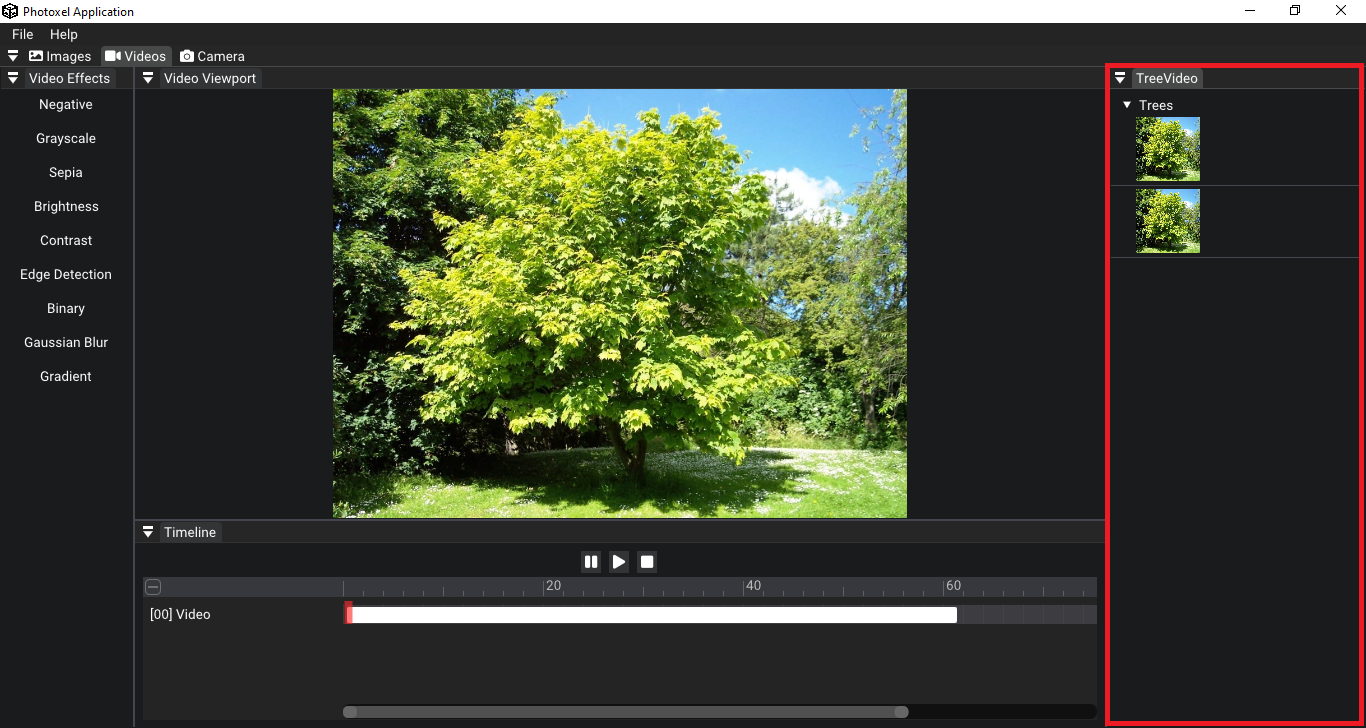 Photoxel Application
File Help
Images Videos Camera
Video Effects
Negative
Grayscale
Sepia
Brightness
Contrast
Edge Detection
Binary
Gaussian Blur
Gradient
Video Viewport
Timeline
20 40 60
[00] Video
TreeVideo
Trees